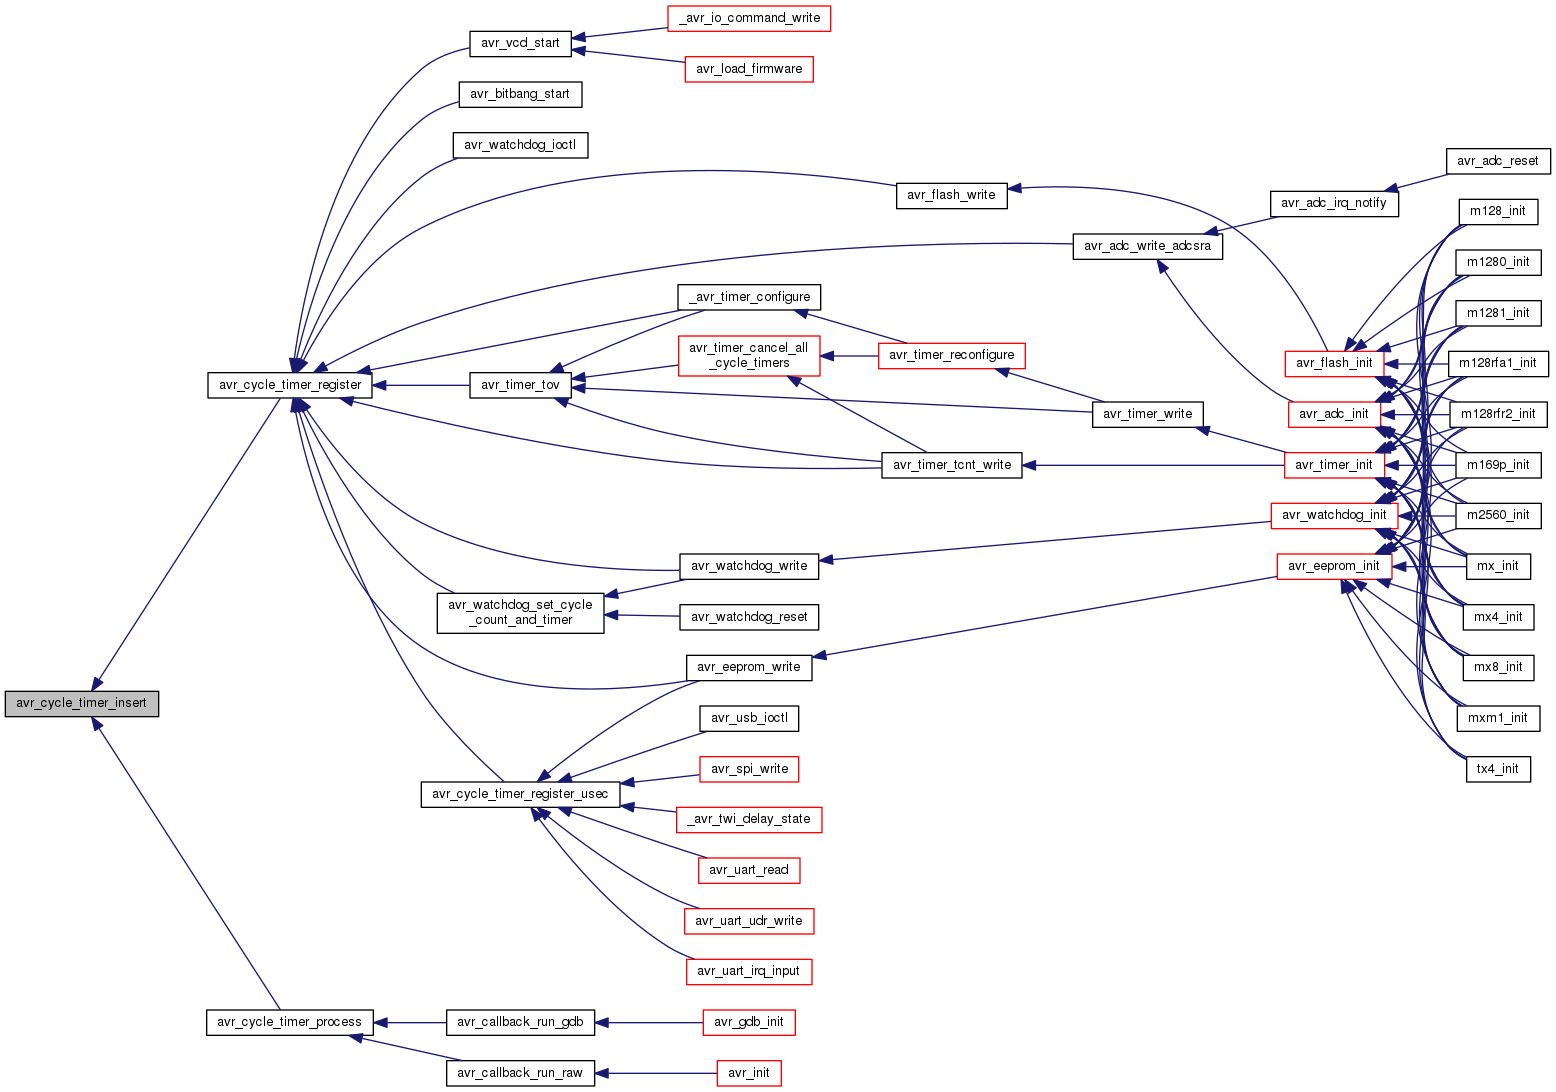 _avr_io_command_write
avr_vcd_start
avr_load_firmware
avr_bitbang_start
avr_watchdog_ioctl
avr_adc_reset
avr_flash_write
avr_adc_irq_notify
m128_init
avr_adc_write_adcsra
m1280_init
_avr_timer_configure
m1281_init
avr_timer_cancel_all
_cycle_timers
avr_timer_reconfigure
avr_flash_init
m128rfa1_init
avr_cycle_timer_register
avr_timer_tov
avr_timer_write
avr_adc_init
m128rfr2_init
avr_timer_tcnt_write
avr_timer_init
m169p_init
avr_watchdog_init
m2560_init
avr_watchdog_write
avr_eeprom_init
mx_init
avr_watchdog_set_cycle
_count_and_timer
avr_watchdog_reset
mx4_init
avr_eeprom_write
mx8_init
avr_cycle_timer_insert
avr_usb_ioctl
mxm1_init
avr_spi_write
tx4_init
avr_cycle_timer_register_usec
_avr_twi_delay_state
avr_uart_read
avr_uart_udr_write
avr_uart_irq_input
avr_cycle_timer_process
avr_callback_run_gdb
avr_gdb_init
avr_callback_run_raw
avr_init